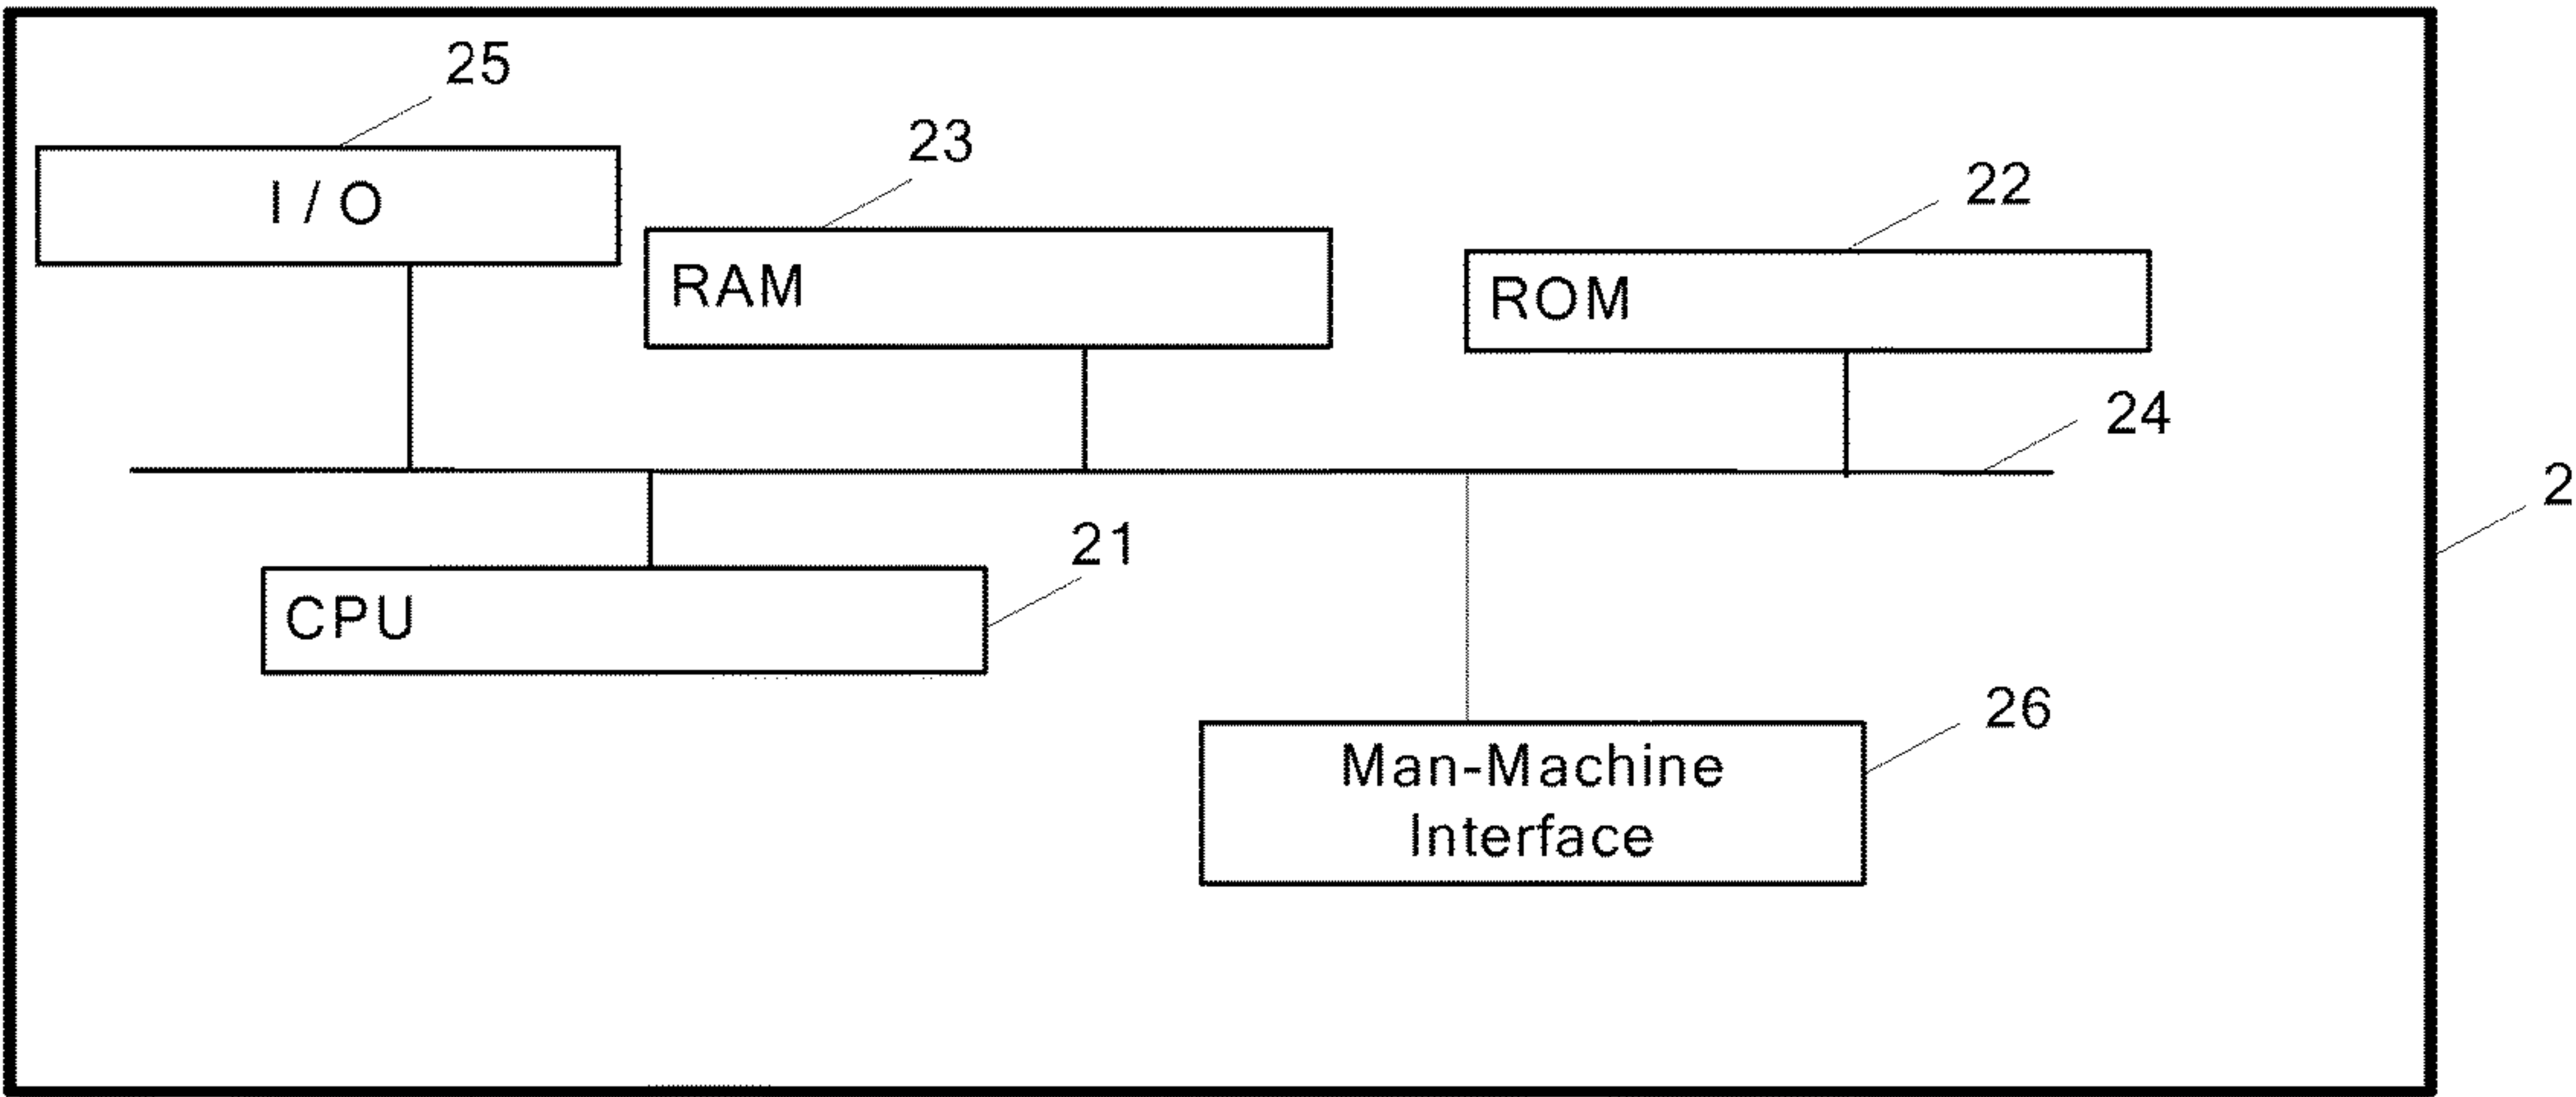 25
I / O
23
RAM
22
ROM
24
2
21
CPU
26
Man-Machine
Interface